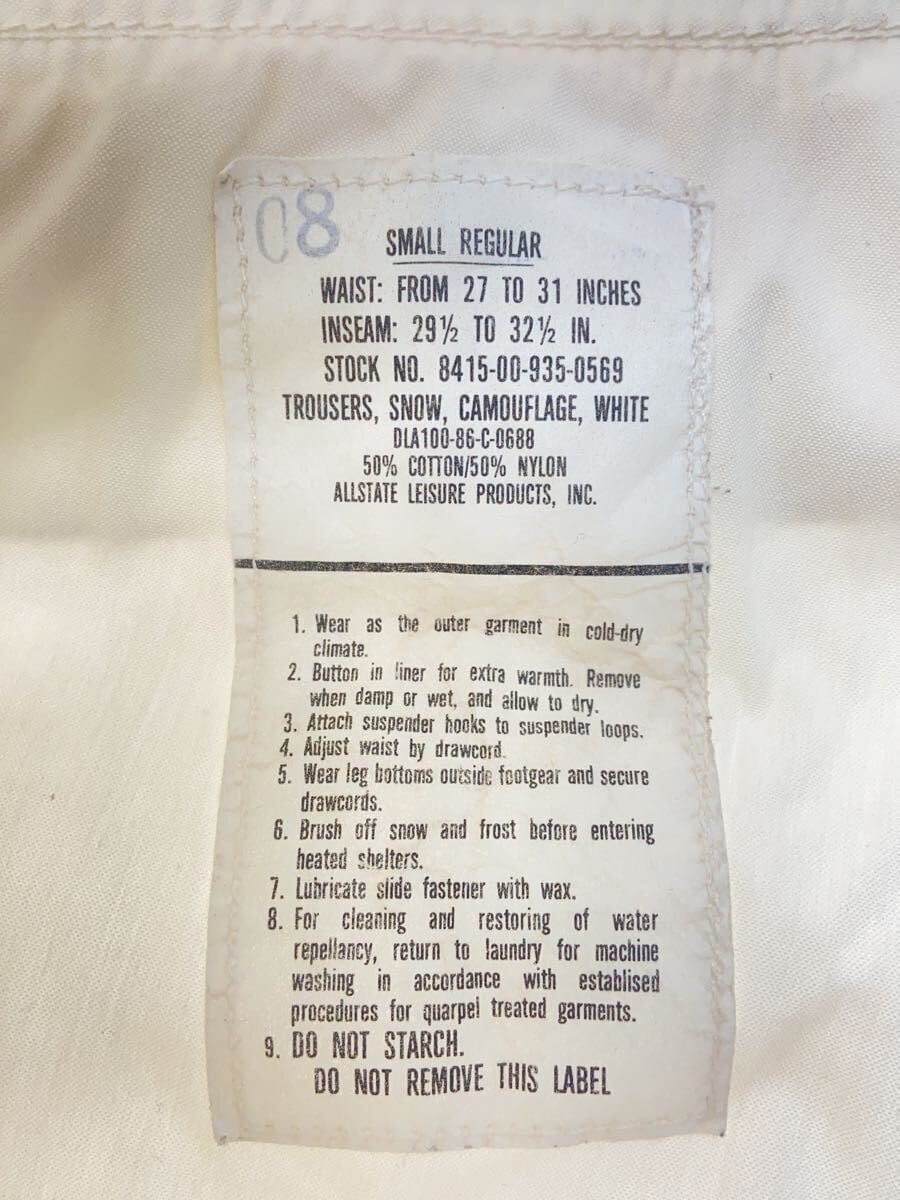 08
SMALL REGULAR
WAIST: FROM 27 TO 31 INCHES
INSEAM: 29½ TO 32½ IN.
STOCK NO. 8415-00-935-0569
TROUSERS, SNOW, CAMOUFLAGE, WHITE
DLA100-86-C-0688
50% COTTON/50% NYLON
ALLSTATE LEISURE PRODUCTS, INC.
1. Wear as the outer garment in cold-dry
climate.
2. Button in liner for extra warmth. Remove
when damp or wet, and allow to dry.
3. Attach suspender hooks to suspender loops.
4. Adjust waist by drawcord.
5. Wear leg bottoms outside footgear and secure
drawcords.
6. Brush off snow and frost before entering
heated shelters.
7. Lubricate slide fastener with wax.
8. For cleaning and restoring of water
repellancy, return to laundry for machine
washing in accordance with establised
procedures for quarpel treated garments.
9. DO NOT STARCH.
DO NOT REMOVE THIS LABEL